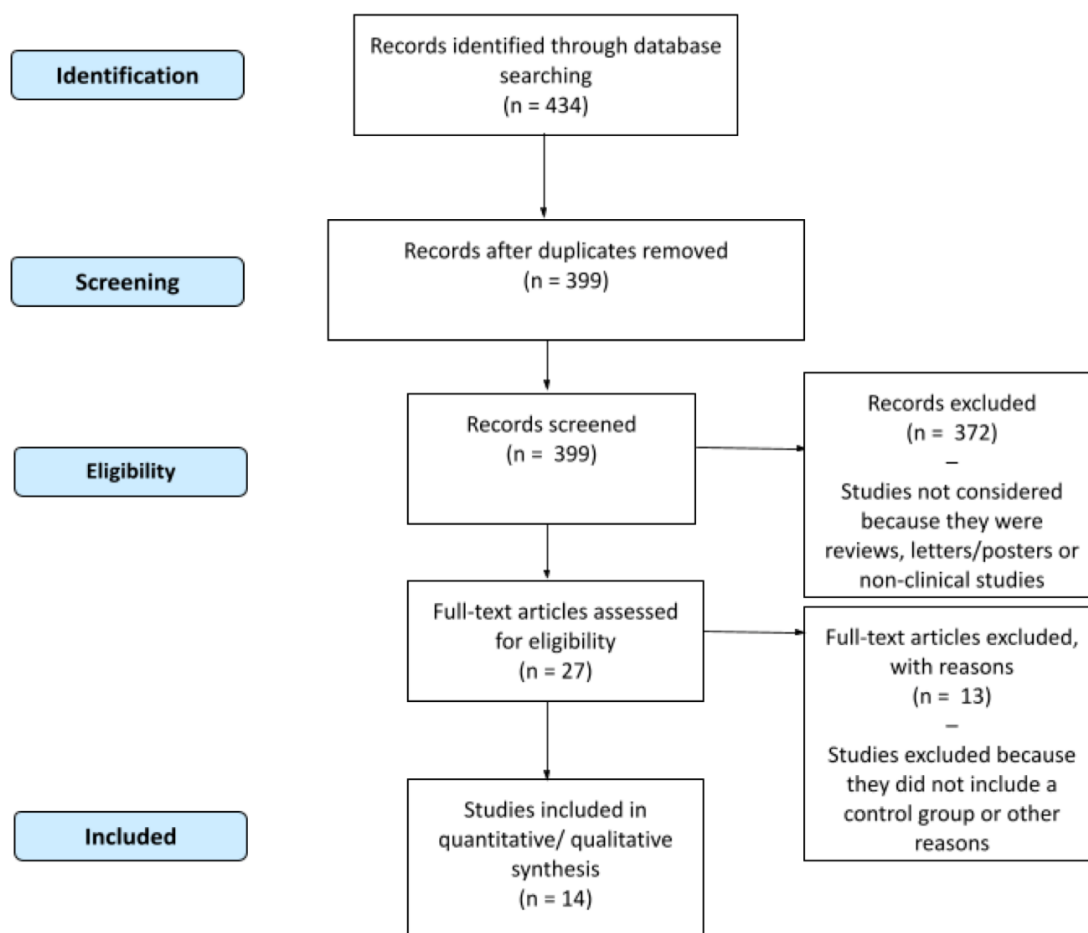 Identification
Records identified through database
searching
(n = 434)
Screening
Records after duplicates removed
(n = 399)
Eligibility
Records screened
(n =  399)
Records excluded
(n =  372)
–
Studies not considered
because they were
reviews, letters/posters or
non-clinical studies
Full-text articles assessed
for eligibility
(n = 27)
Full-text articles excluded,
with reasons
(n =  13)
–
Studies excluded because
they did not include a
control group or other
reasons
Included
Studies included in
quantitative/ qualitative
synthesis
(n = 14)